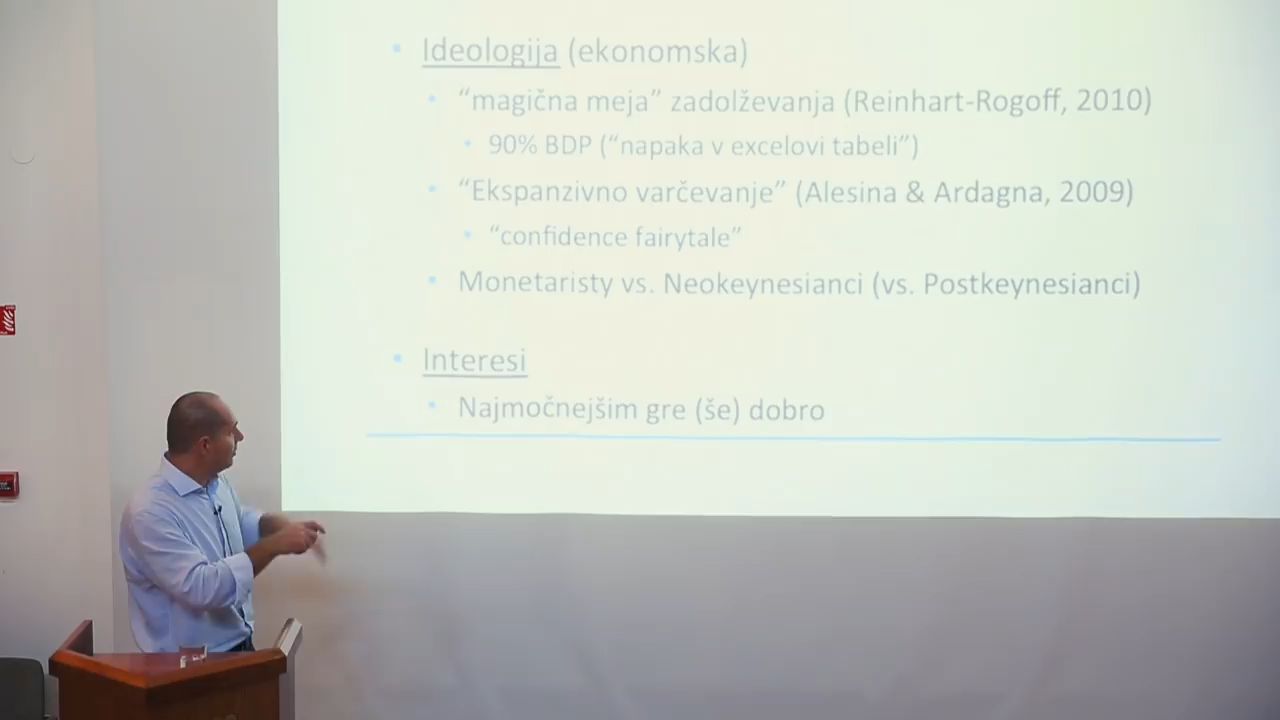 Ideologija (ekonomska)
“magična meja” zadolževanja (Reinhart-Rogoff, 2010)
90% BDP (“napaka v excelovi tabeli”)
“Ekspanzivno varčevanje” (Alesina & Ardagna, 2009)
“confidence fairytale”
Monetaristy vs. Neokeynesianci (vs. Postkeynesianci)
Interesi
Najmočnejšim gre (še) dobro